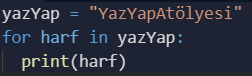 yazYap = "YazYapAtölyesi"
for harf in yazYap:
  print(harf)